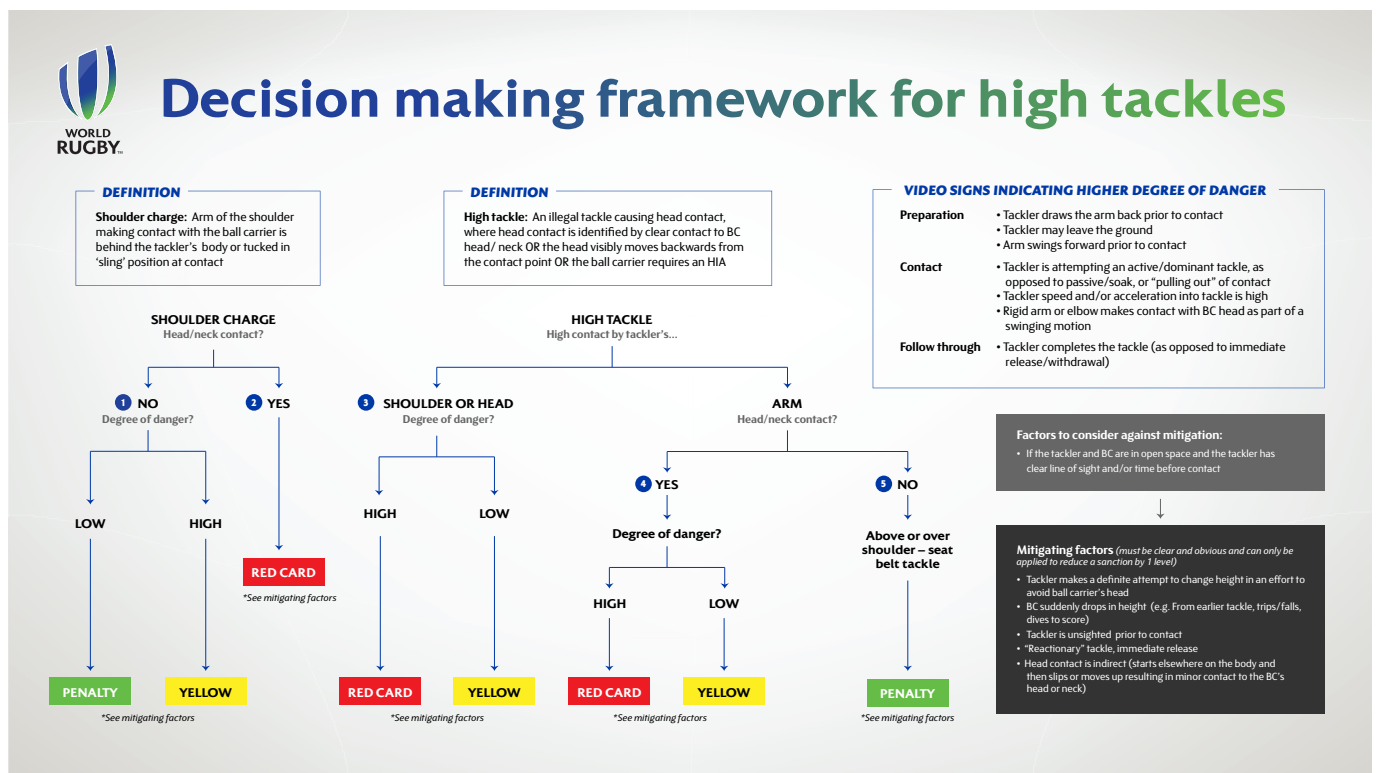 WORLD
RUGBY™
Decision making framework for high tackles
DEFINITION
Shoulder charge: Arm of the shoulder
making contact with the ball carrier is
behind the tackler's body or tucked in
'sling' position at contact
DEFINITION
High tackle: An illegal tackle causing head contact,
where head contact is identified by clear contact to BC
head/ neck OR the head visibly moves backwards from
the contact point OR the ball carrier requires an HIA
VIDEO SIGNS INDICATING HIGHER DEGREE OF DANGER
Preparation
• Tackler draws the arm back prior to contact
• Tackler may leave the ground
• Arm swings forward prior to contact
Contact
• Tackler is attempting an active/dominant tackle, as
opposed to passive/soak, or “pulling out” of contact
• Tackler speed and/or acceleration into tackle is high
• Rigid arm or elbow makes contact with BC head as part of a
swinging motion
Follow through
• Tackler completes the tackle (as opposed to immediate
release/withdrawal)
SHOULDER CHARGE
Head/neck contact?
1 NO
Degree of danger?
2 YES
LOW
HIGH
RED CARD
*See mitigating factors
PENALTY
YELLOW
*See mitigating factors
HIGH TACKLE
High contact by tackler's...
3 SHOULDER OR HEAD
Degree of danger?
HIGH
LOW
RED CARD
YELLOW
*See mitigating factors
ARM
Head/neck contact?
4 YES
Degree of danger?
HIGH
LOW
RED CARD
YELLOW
*See mitigating factors
5 NO
Above or over
shoulder – seat
belt tackle
PENALTY
*See mitigating factors
Factors to consider against mitigation:
• If the tackler and BC are in open space and the tackler has
clear line of sight and/or time before contact
Mitigating factors (must be clear and obvious and can only be
applied to reduce a sanction by 1 level)
• Tackler makes a definite attempt to change height in an effort to
avoid ball carrier's head
• BC suddenly drops in height (e.g. From earlier tackle, trips/falls,
dives to score)
• Tackler is unsighted prior to contact
• “Reactionary” tackle, immediate release
• Head contact is indirect (starts elsewhere on the body and
then slips or moves up resulting in minor contact to the BC's
head or neck)